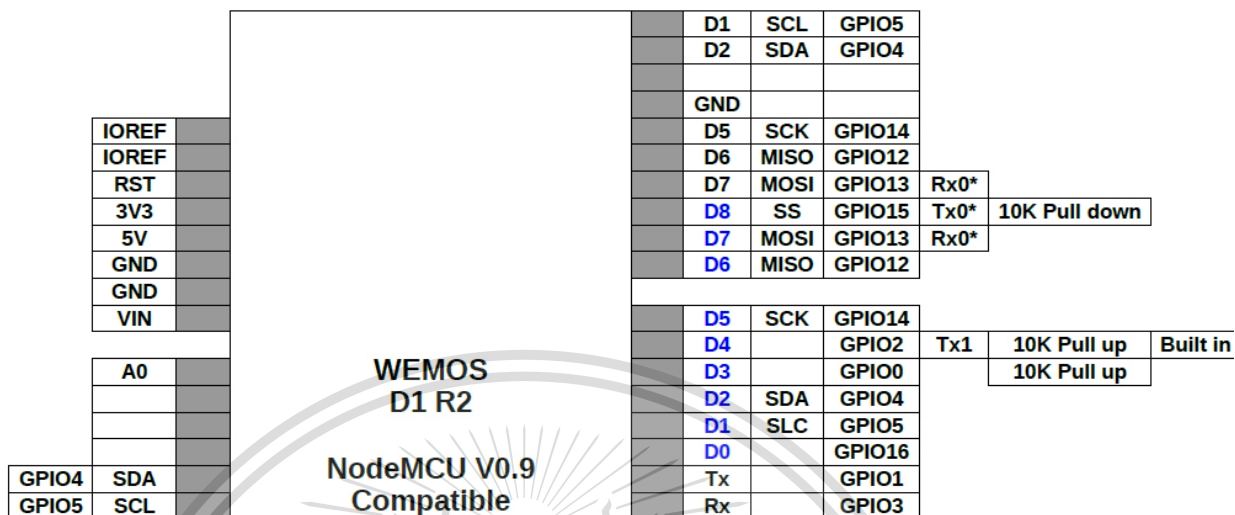 D1 SCL GPIO5
D2 SDA GPIO4
GND
IOREF D5 SCK GPIO14
IOREF D6 MISO GPIO12
RST D7 MOSI GPIO13 Rx0*
3V3 D8 SS GPIO15 Tx0* 10K Pull down
5V D7 MOSI GPIO13 Rx0*
GND D6 MISO GPIO12
GND
VIN D5 SCK GPIO14
D4 GPIO2 Tx1 10K Pull up Built in
A0 WEMOS D3 GPIO0 10K Pull up
D1 R2 D2 SDA GPIO4
D1 SLC GPIO5
D0 GPIO16
GPIO4 SDA NodeMCU V0.9 Tx GPIO1
GPIO5 SCL Compatible Rx GPIO3